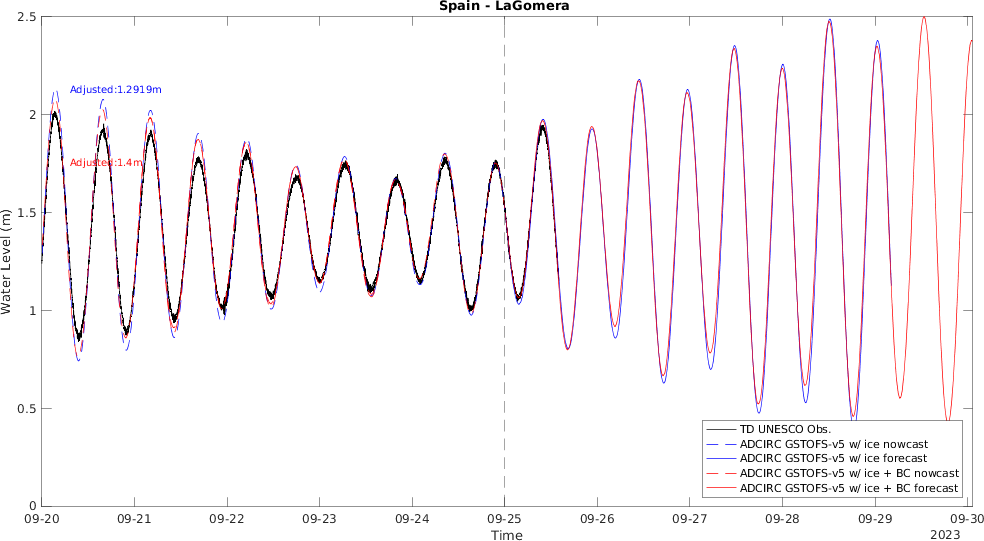 Spain - LaGomera
2.5
2
1.5
1
0.5
0
Water Level (m)
Adjusted:1.2919m
Adjusted:1.4m
TD UNESCO Obs.
ADCIRC GSTOFS-v5 w/ ice nowcast
ADCIRC GSTOFS-v5 w/ ice forecast
ADCIRC GSTOFS-v5 w/ ice + BC nowcast
ADCIRC GSTOFS-v5 w/ ice + BC forecast
09-20 09-21 09-22 09-23 09-24 09-25 09-26 09-27 09-28 09-29 09-30
Time
2023